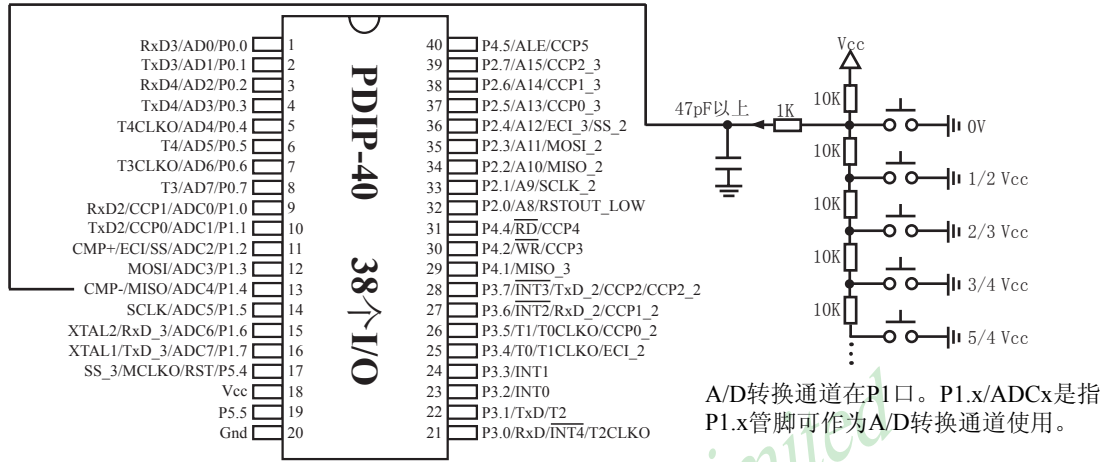 RxD3/AD0/P0.0 1
TxD3/AD1/P0.1 2
RxD4/AD2/P0.2 3
TxD4/AD3/P0.3 4
T4CLKO/AD4/P0.4 5
T4/AD5/P0.5 6
T3CLKO/AD6/P0.6 7
T3/AD7/P0.7 8
RxD2/CCP1/ADC0/P1.0 9
TxD2/CCP0/ADC1/P1.1 10
CMP+/ECI/SS/ADC2/P1.2 11
MOSI/ADC3/P1.3 12
CMP-/MISO/ADC4/P1.4 13
SCLK/ADC5/P1.5 14
XTAL2/RxD_3/ADC6/P1.6 15
XTAL1/TxD_3/ADC7/P1.7 16
SS_3/MCLKO/RST/P5.4 17
Vcc 18
P5.5 19
Gnd 20
PDIP-40 38个I/O
40 P4.5/ALE/CCP5
39 P2.7/A15/CCP2_3
38 P2.6/A14/CCP1_3
37 P2.5/A13/CCP0_3
36 P2.4/A12/ECI_3/SS_2
35 P2.3/A11/MOSI_2
34 P2.2/A10/MISO_2
33 P2.1/A9/SCLK_2
32 P2.0/A8/RSTOUT_LOW
31 P4.4/RD/CCP4
30 P4.2/WR/CCP3
29 P4.1/MISO_3
28 P3.7/INT3/TxD_2/CCP2/CCP2_2
27 P3.6/INT2/RxD_2/CCP1_2
26 P3.5/T1/T0CLKO/CCP0_2
25 P3.4/T0/T1CLKO/ECI_2
24 P3.3/INT1
23 P3.2/INT0
22 P3.1/TxD/T2
21 P3.0/RxD/INT4/T2CLKO
Vcc
10K
47pF以上 1K
0V
10K
1/2 Vcc
10K
2/3 Vcc
10K
3/4 Vcc
10K
5/4 Vcc
A/D转换通道在P1口。P1.x/ADCx是指
P1.x管脚可作为A/D转换通道使用。